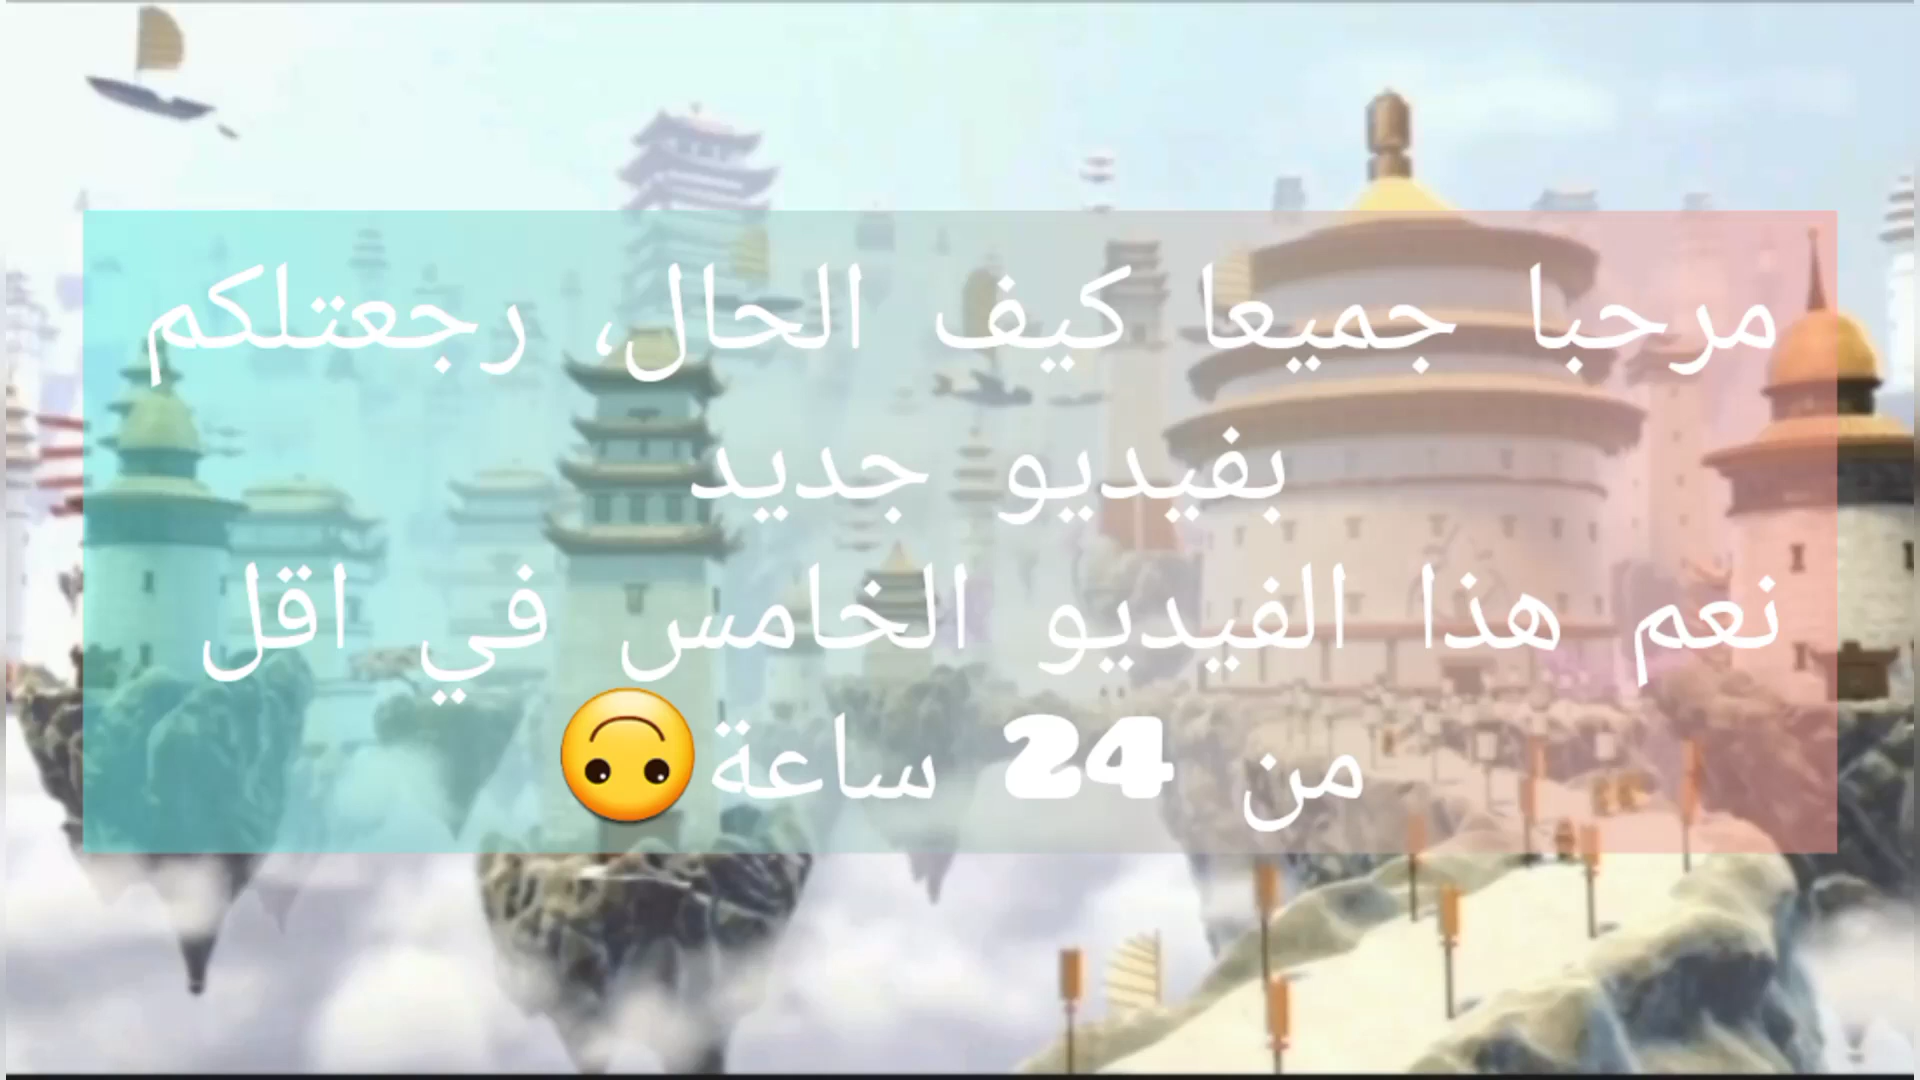 مرحبا جميعا كيف الحال، رجعتلكم
بفيديو جديد
نعم هذا الفيديو الخامس في اقل
من 24 ساعة🙃